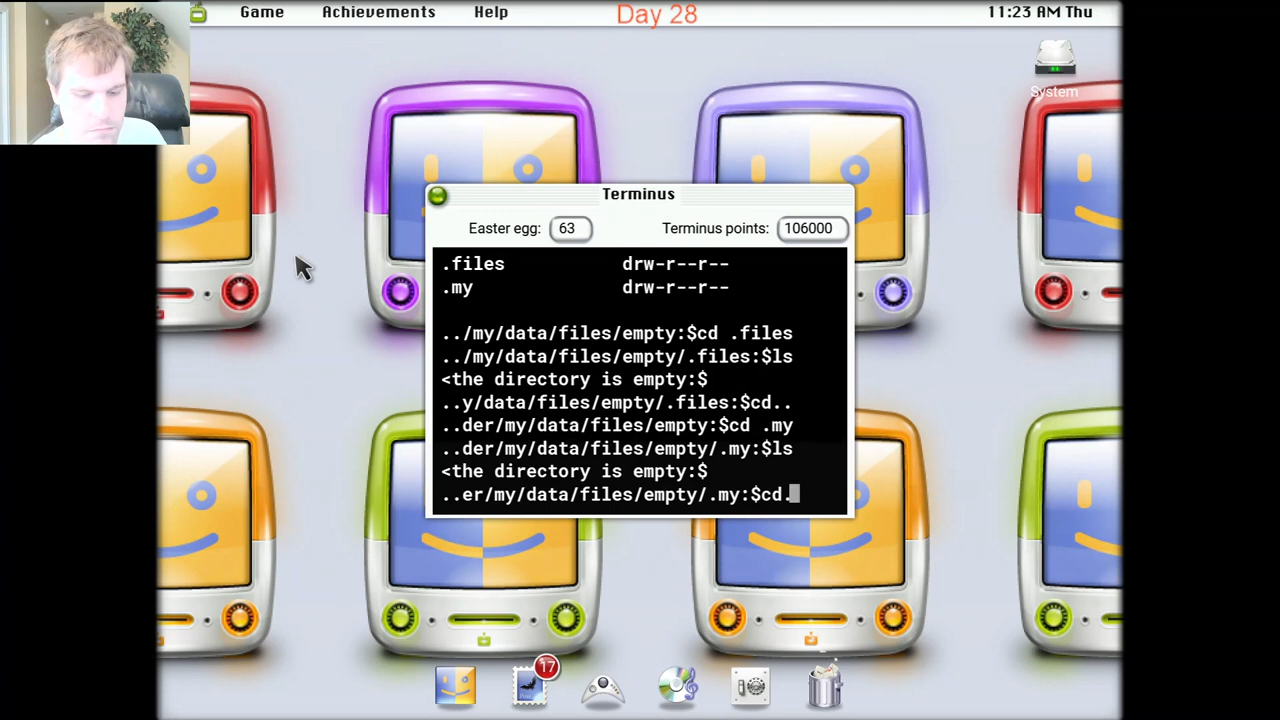 Game Achievements Help Day 28 11:23 AM Thu
System
Terminus
Easter egg: 63 Terminus points: 106000
.files drw-r--r--
.my drw-r--r--
../my/data/files/empty:$cd .files
../my/data/files/empty/.files:$ls
<the directory is empty:$
..y/data/files/empty/.files:$cd..
..der/my/data/files/empty:$cd .my
..der/my/data/files/empty/.my:$ls
<the directory is empty:$
..er/my/data/files/empty/.my:$cd.
17